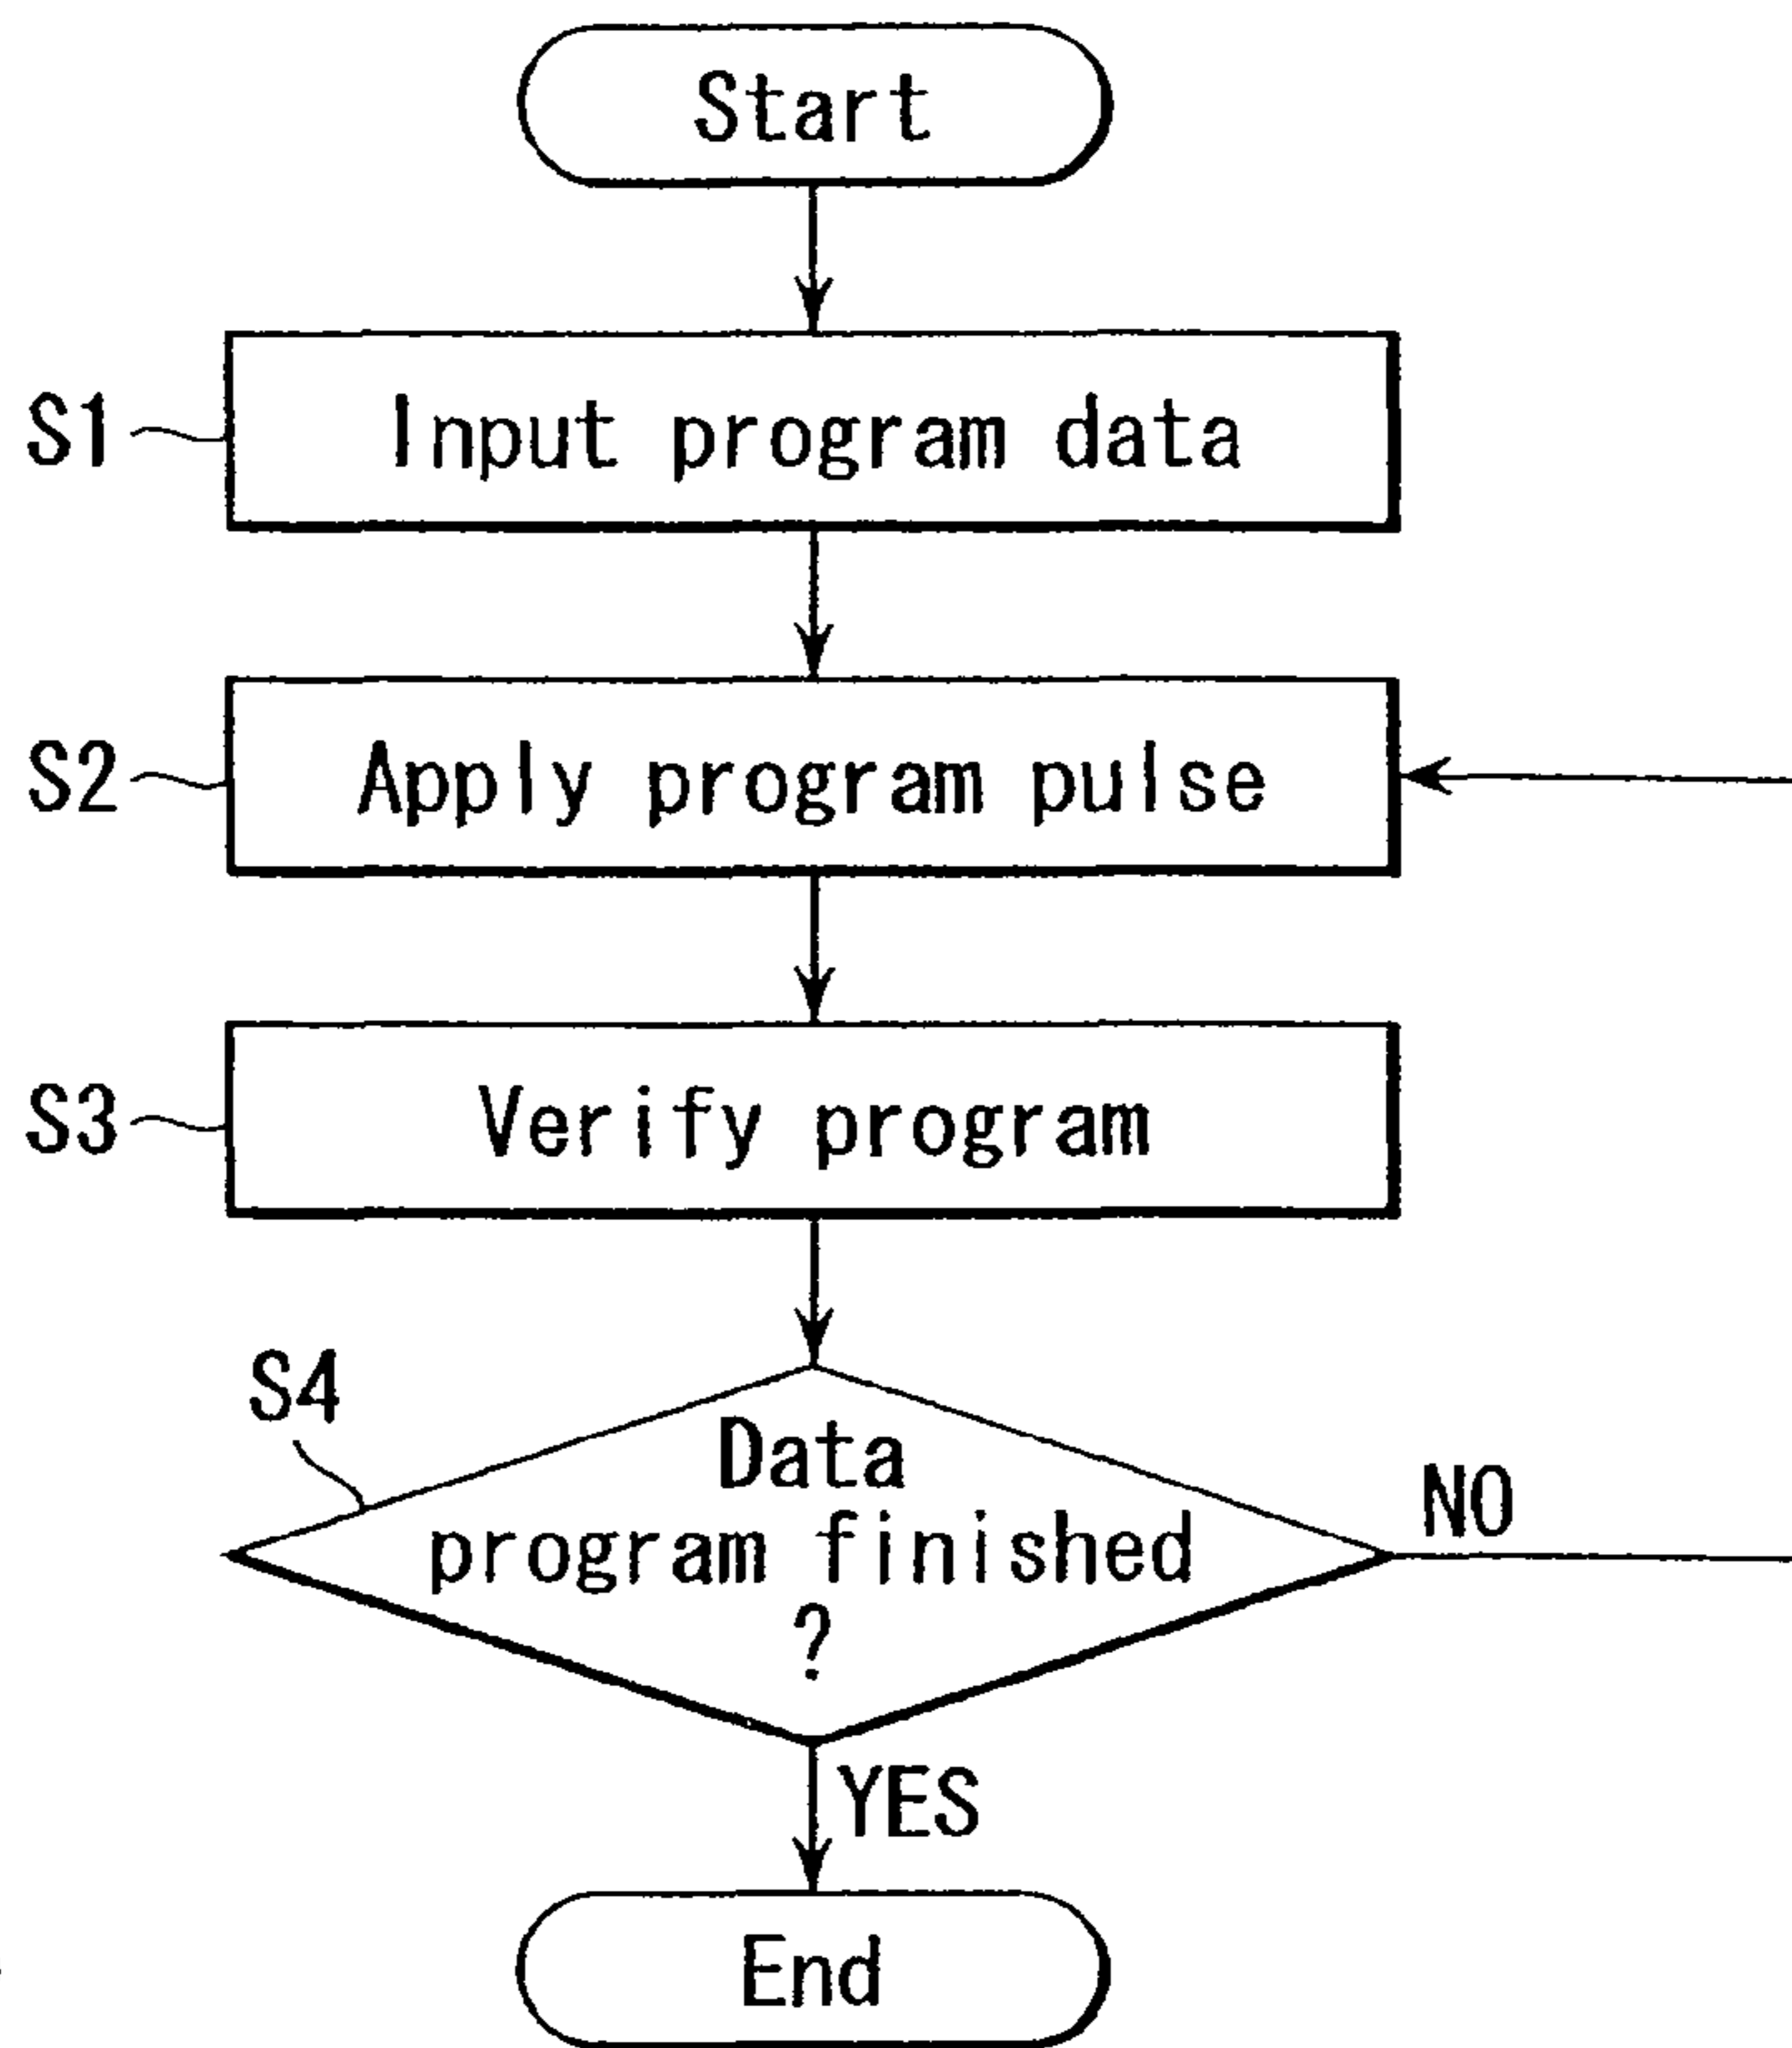 Start
S1
Input program data
S2
Apply program pulse
S3
Verify program
S4
Data
program finished
?
NO
YES
End